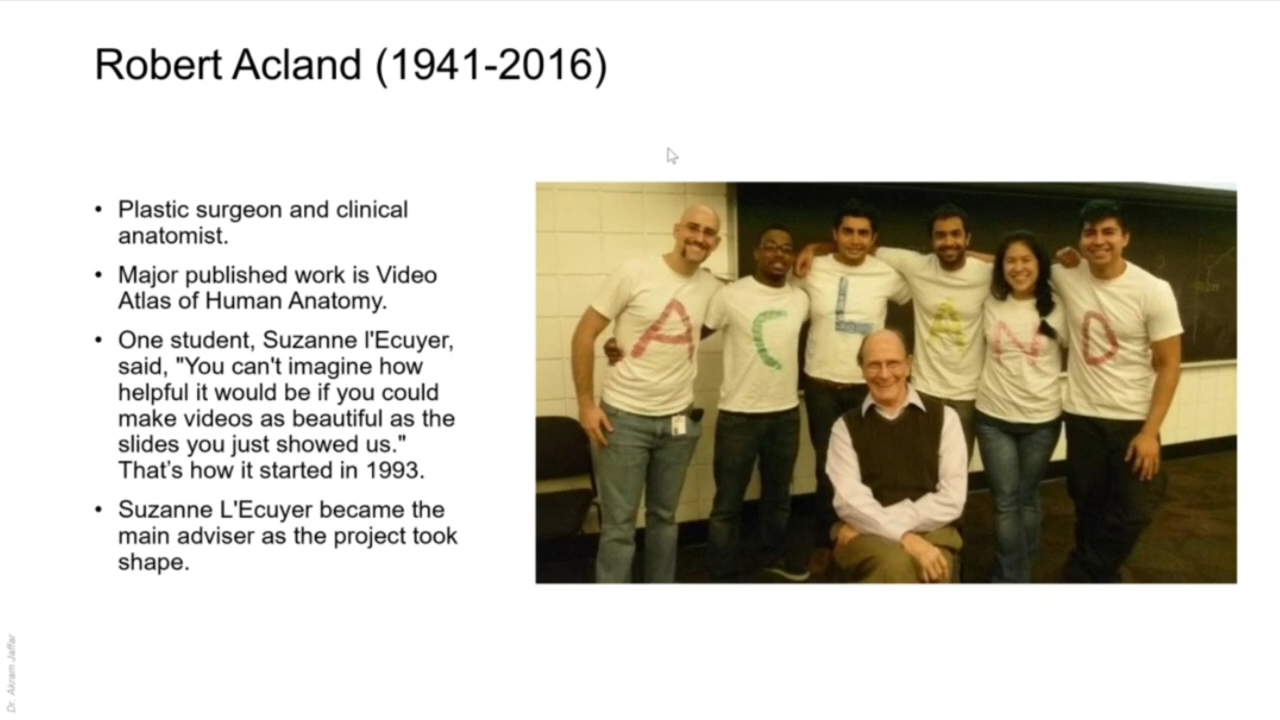 Robert Acland (1941-2016)
• Plastic surgeon and clinical
anatomist.
• Major published work is Video
Atlas of Human Anatomy.
• One student, Suzanne l'Ecuyer,
said, "You can't imagine how
helpful it would be if you could
make videos as beautiful as the
slides you just showed us."
That’s how it started in 1993.
• Suzanne L'Ecuyer became the
main adviser as the project took
shape.
A C L A N D
Dr. Akram Jaffar